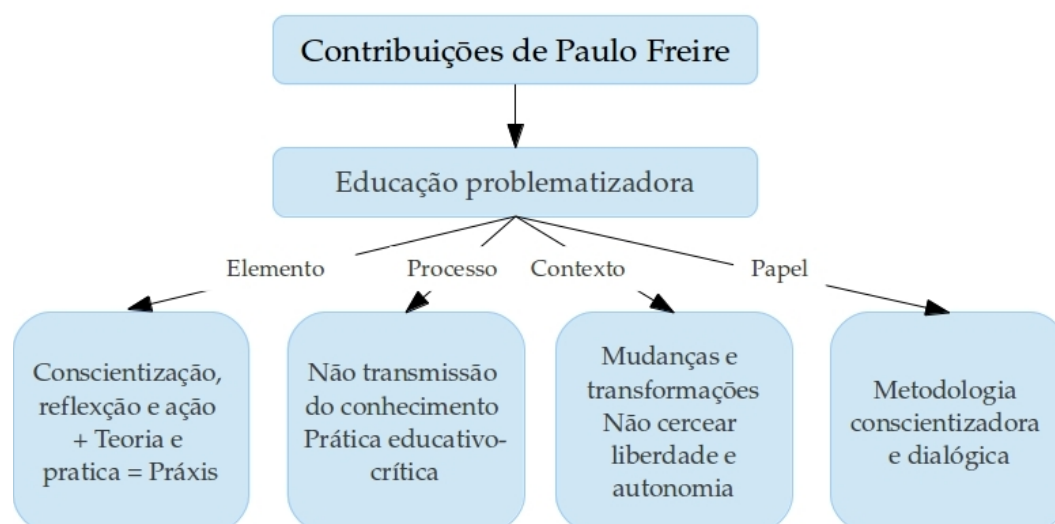 Contribuições de Paulo Freire
Educação problematizadora
Elemento
Processo
Contexto
Papel
Conscientização,
reflexção e ação
+ Teoria e
pratica = Práxis
Não transmissão
do conhecimento
Prática educativo-
crítica
Mudanças e
transformações
Não cercear
liberdade e
autonomia
Metodologia
conscientizadora
e dialógica